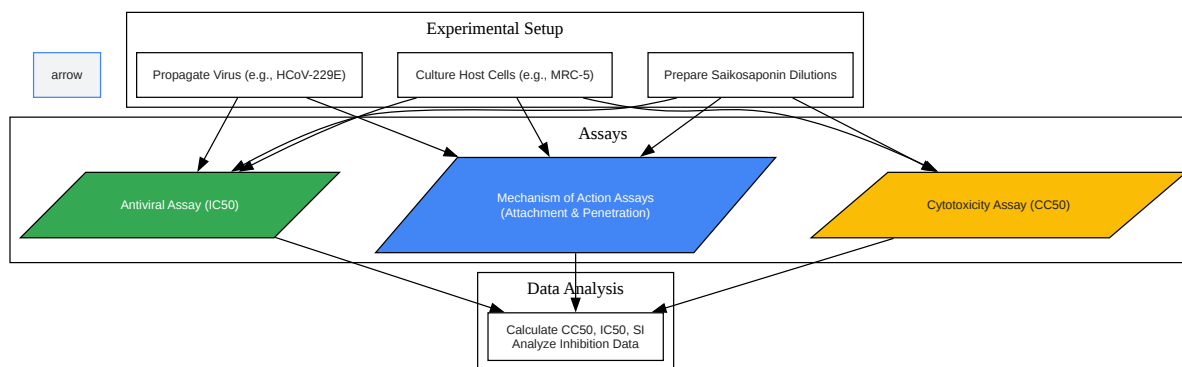 Experimental Setup
arrow
Propagate Virus (e.g., HCoV-229E)
Culture Host Cells (e.g., MRC-5)
Prepare Saikosaponin Dilutions
Assays
Antiviral Assay (IC50)
Mechanism of Action Assays
(Attachment & Penetration)
Cytotoxicity Assay (CC50)
Data Analysis
Calculate CC50, IC50, SI
Analyze Inhibition Data